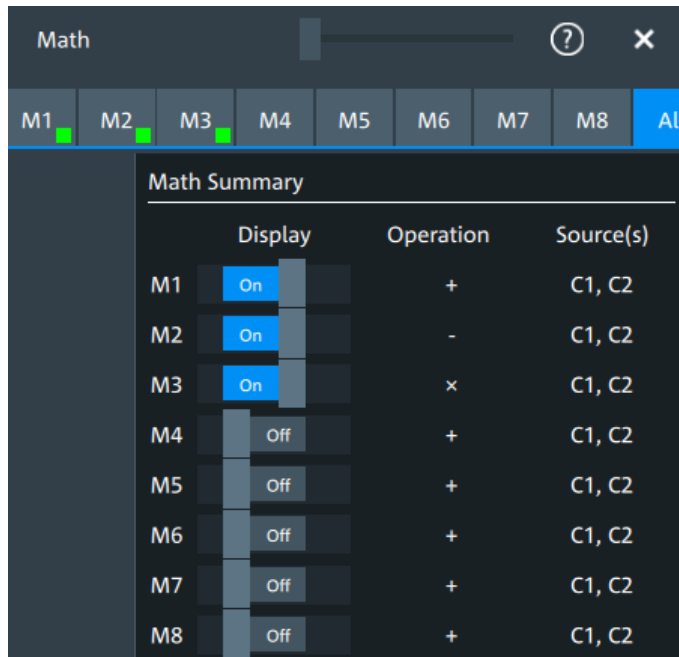 Math ? ×
M1 M2 M3 M4 M5 M6 M7 M8 Al
Math Summary
Display Operation Source(s)
M1 On + C1, C2
M2 On - C1, C2
M3 On × C1, C2
M4 Off + C1, C2
M5 Off + C1, C2
M6 Off + C1, C2
M7 Off + C1, C2
M8 Off + C1, C2